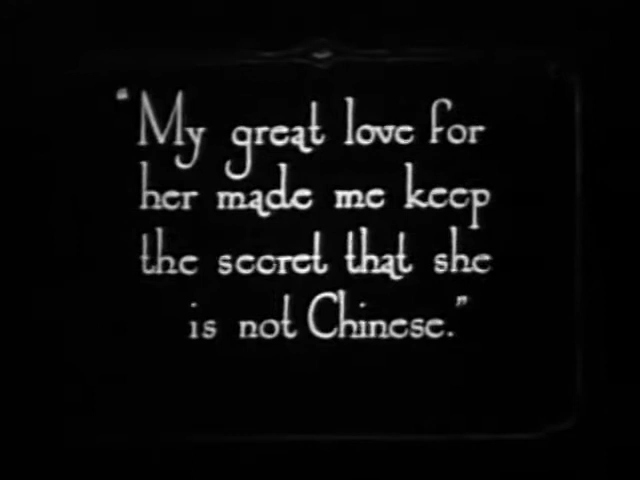 "My great love for
her made me keep
the secret that she
is not Chinese."